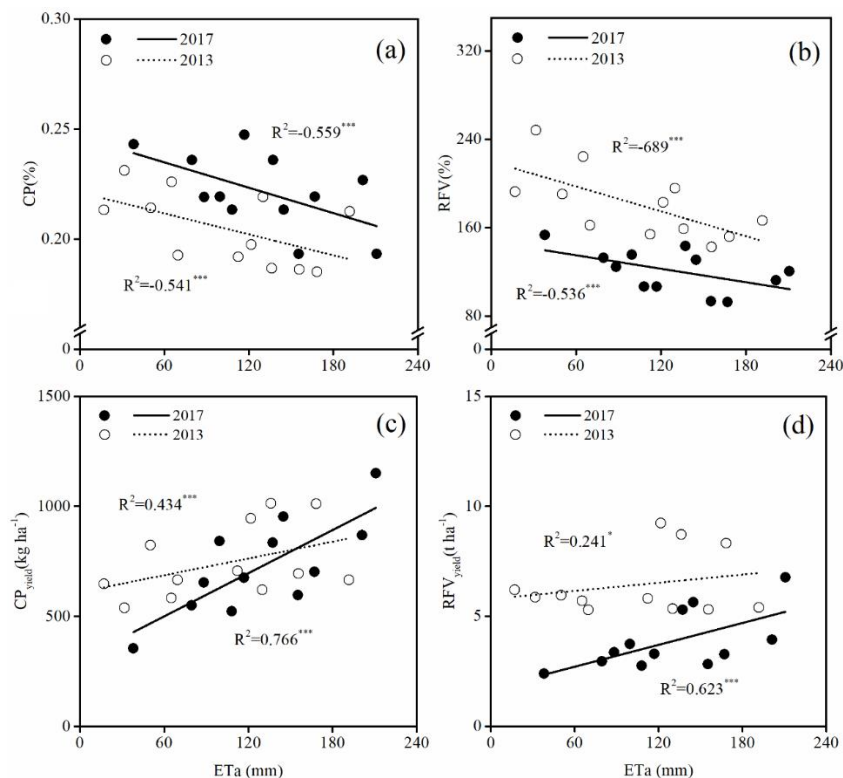 0.30
2017
2013
(a)
R²=-0.559***
0.25
CP(%)
0.20
R²=-0.541***
0
0 60 120 180 240
350
2017
2013
(b)
R²=-689***
240
RFV(%)
160
R²=-0.536***
80
0
0 60 120 180 240
1500
2017
2013
(c)
R²=0.434***
1000
CPyield(kg ha⁻¹)
500
R²=0.766***
0
0 60 120 180 240
ETa (mm)
15
2017
2013
(d)
10
R²=0.241*
RFVyield(t ha⁻¹)
5
R²=0.623***
0
0 60 120 180 240
ETa (mm)